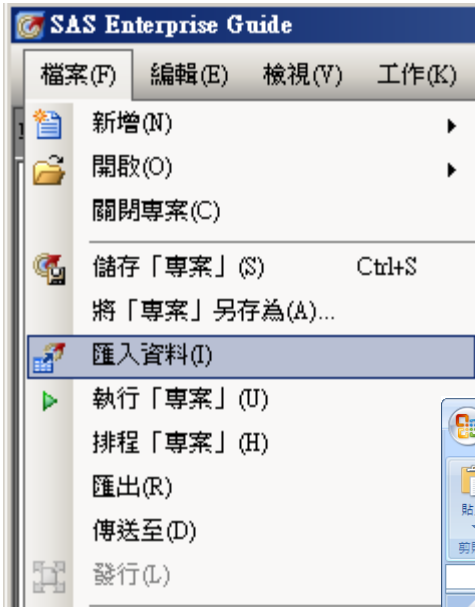 SAS Enterprise Guide
檔案(F) 編輯(E) 檢視(V) 工作(K)
新增(N)
開啟(O)
關閉專案(C)
儲存「專案」(S) Ctrl+S
將「專案」另存為(A)...
匯入資料(I)
執行「專案」(U)
排程「專案」(H)
匯出(R)
傳送至(D)
發行(L)
貼